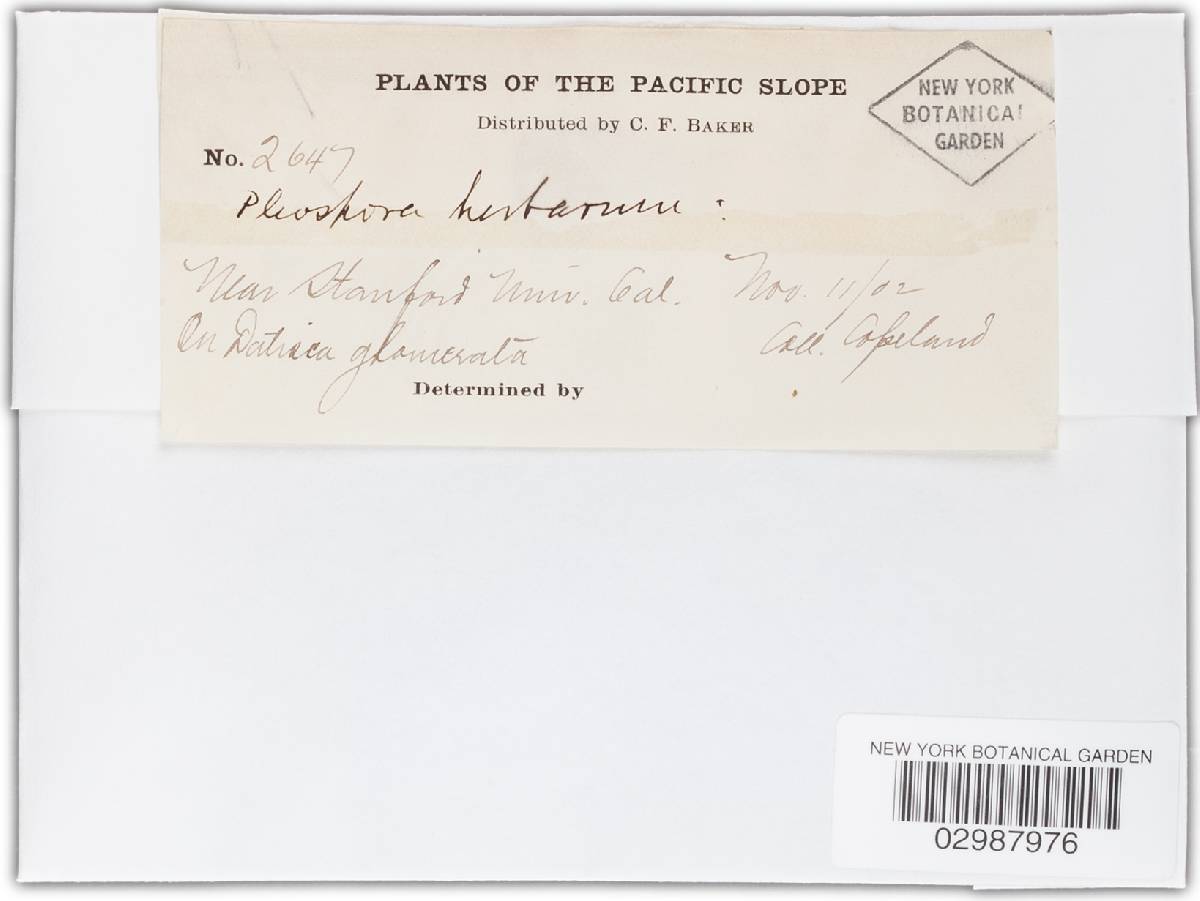 PLANTS OF THE PACIFIC SLOPE
Distributed by C. F. BAKER
NEW YORK
BOTANICAL
GARDEN
No. 2647
Pleospora herbarum :
Near Stanford Univ. Cal. Nov. 11/02
On Datisca glomerata Coll. Copeland
Determined by
NEW YORK BOTANICAL GARDEN
02987976